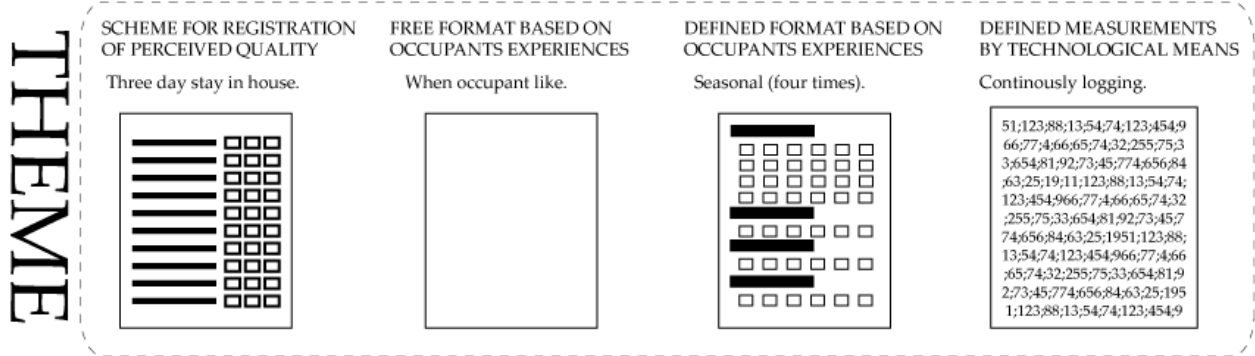 THEME
SCHEME FOR REGISTRATION
OF PERCEIVED QUALITY
Three day stay in house.
FREE FORMAT BASED ON
OCCUPANTS EXPERIENCES
When occupant like.
DEFINED FORMAT BASED ON
OCCUPANTS EXPERIENCES
Seasonal (four times).
DEFINED MEASUREMENTS
BY TECHNOLOGICAL MEANS
Continously logging.
51;123;88;13;54;74;123;454;9
66;77;4;66;65;74;32;255;75;3
3;654;81;92;73;45;774;656;84
;63;25;19;11;123;88;13;54;74;
123;454;966;77;4;66;65;74;32
;255;75;33;654;81;92;73;45;7
74;656;84;63;25;1951;123;88;
13;54;74;123;454;966;77;4;66
;65;74;32;255;75;33;654;81;9
2;73;45;774;656;84;63;25;195
1;123;88;13;54;74;123;454;9